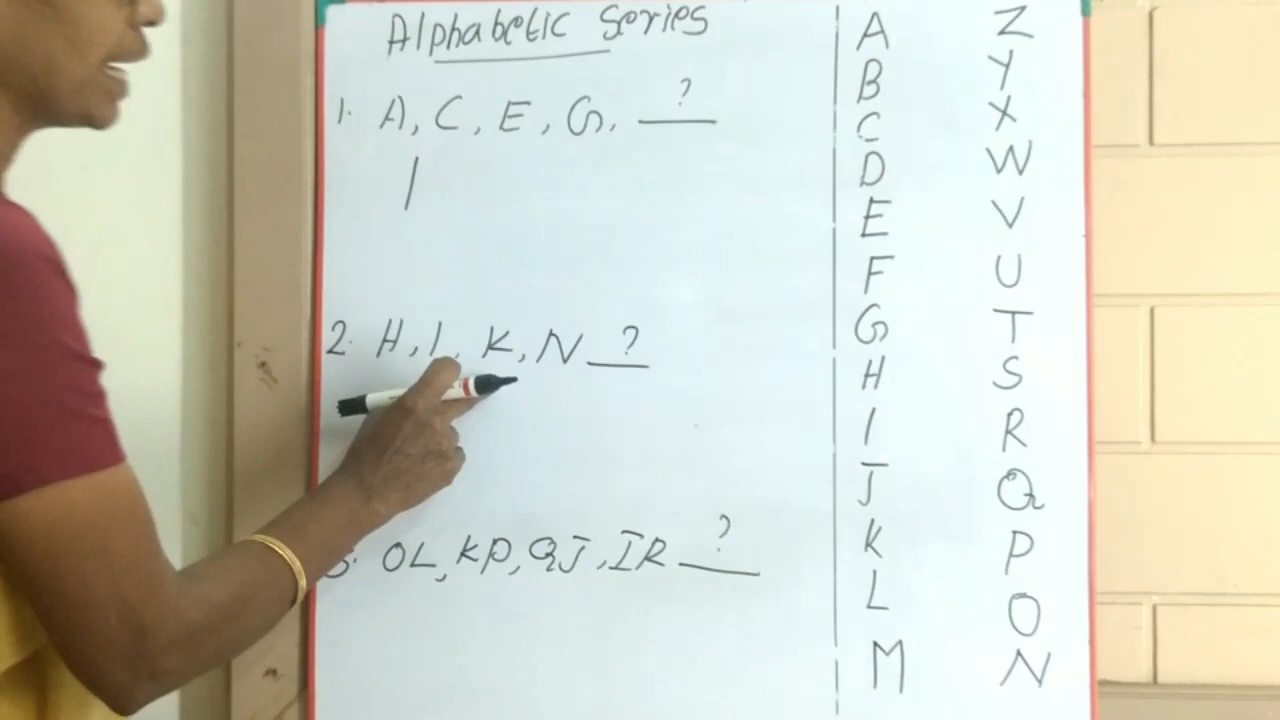 Alphabetic Series
1. A, C, E, G, ?
2. H, I, K, N ?
3. OL, KP, QJ, IR ?
A Z
B Y
C X
D W
E V
F U
G T
H S
I R
J Q
K P
L O
M N